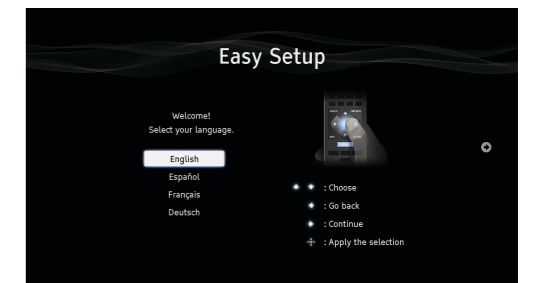 Easy Setup
Welcome!
Select your language.
English
Español
Français
Deutsch
: Choose
: Go back
: Continue
: Apply the selection